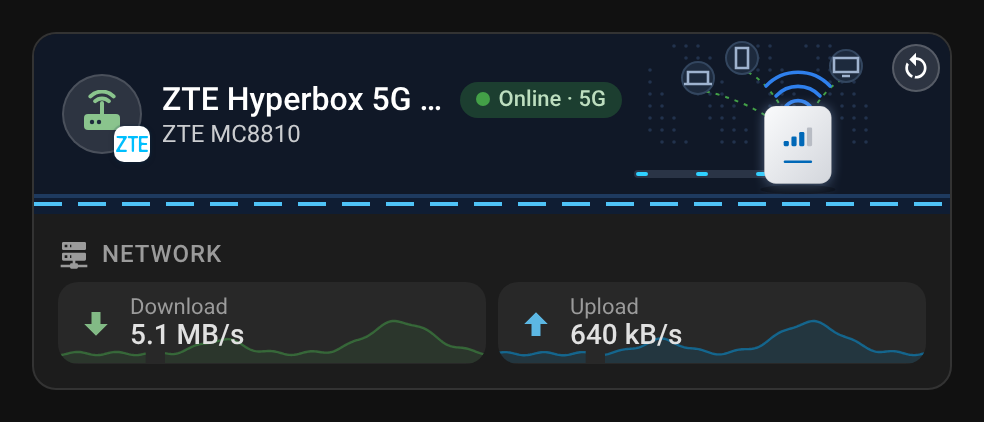 ZTE Hyperbox 5G ...
Online · 5G
ZTE MC8810
ZTE
NETWORK
Download
5.1 MB/s
Upload
640 kB/s